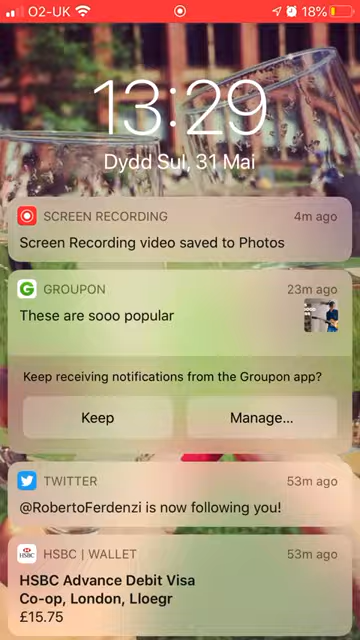 O2-UK 18%
13:29
Dydd Sul, 31 Mai
SCREEN RECORDING 4m ago
Screen Recording video saved to Photos
G GROUPON 23m ago
These are sooo popular
Keep receiving notifications from the Groupon app?
Keep Manage...
TWITTER 53m ago
@RobertoFerdenzi is now following you!
HSBC HSBC | WALLET 53m ago
HSBC Advance Debit Visa
Co-op, London, Lloegr
£15.75